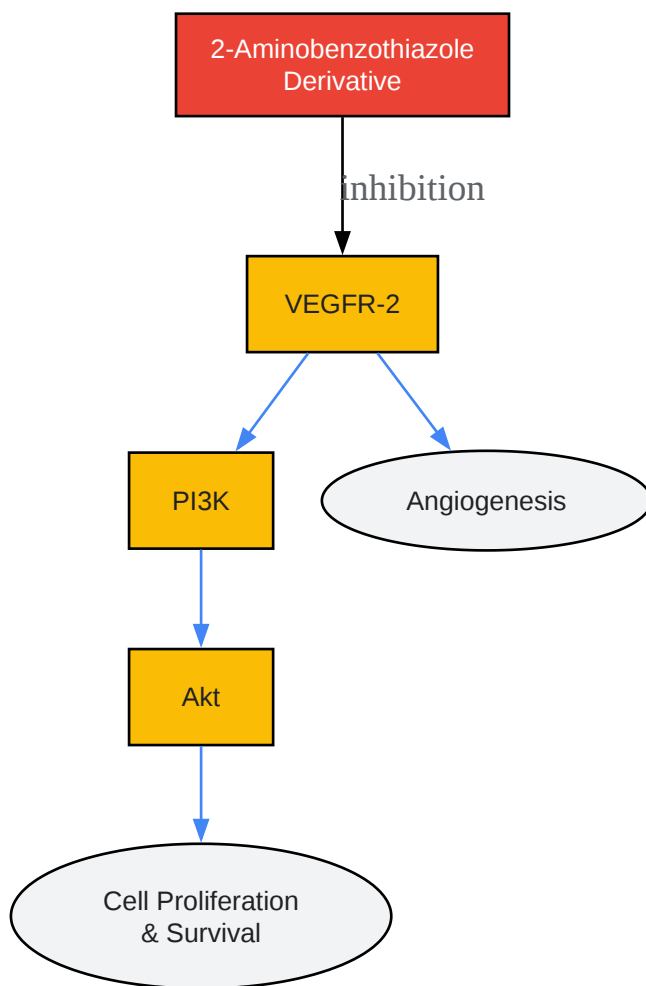 2-Aminobenzothiazole
Derivative
inhibition
VEGFR-2
PI3K
Angiogenesis
Akt
Cell Proliferation
& Survival